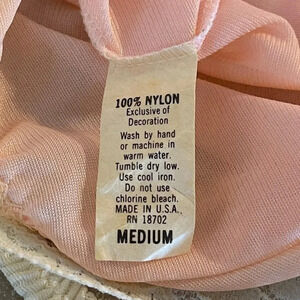 100% NYLON
Exclusive of
Decoration
Wash by hand
or machine in
warm water.
Tumble dry low.
Use cool iron.
Do not use
chlorine bleach.
MADE IN U.S.A.
RN 18702
MEDIUM